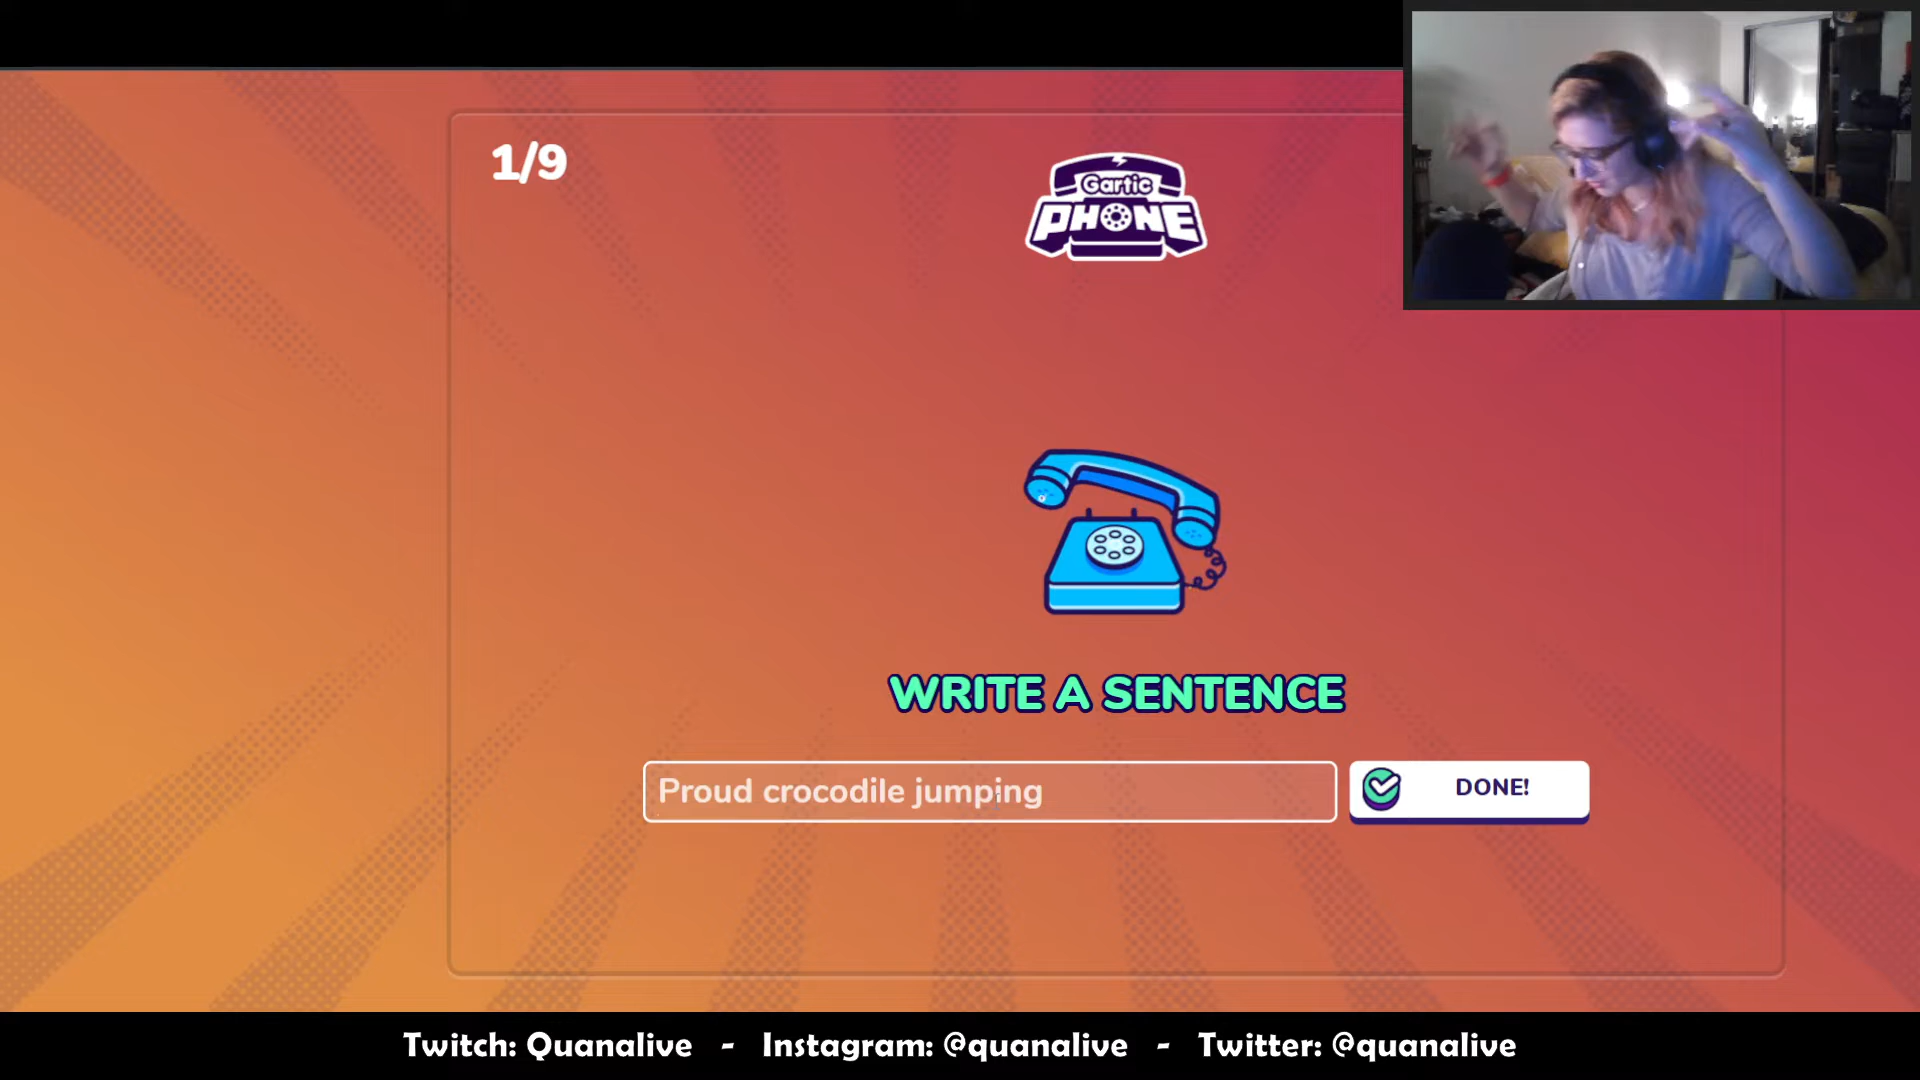 1/9
Gartic
PHONE
WRITE A SENTENCE
Proud crocodile jumping
DONE!
Twitch: Quanalive - Instagram: @quanalive - Twitter: @quanalive